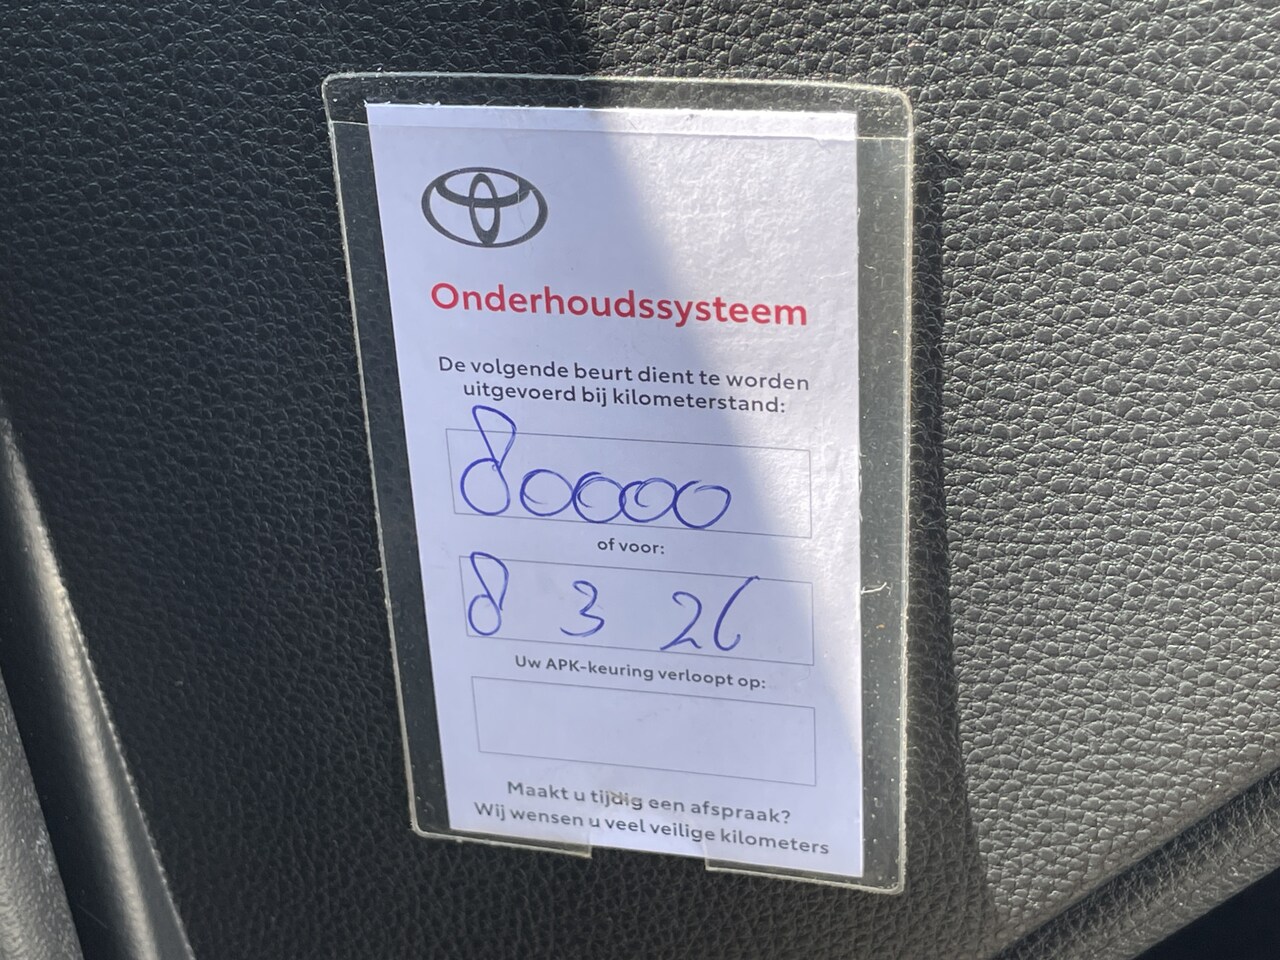 Onderhoudssysteem
De volgende beurt dient te worden
uitgevoerd bij kilometerstand:
80000
of voor:
8 3 26
Uw APK-keuring verloopt op:
Maakt u tijdig een afspraak?
Wij wensen u veel veilige kilometers